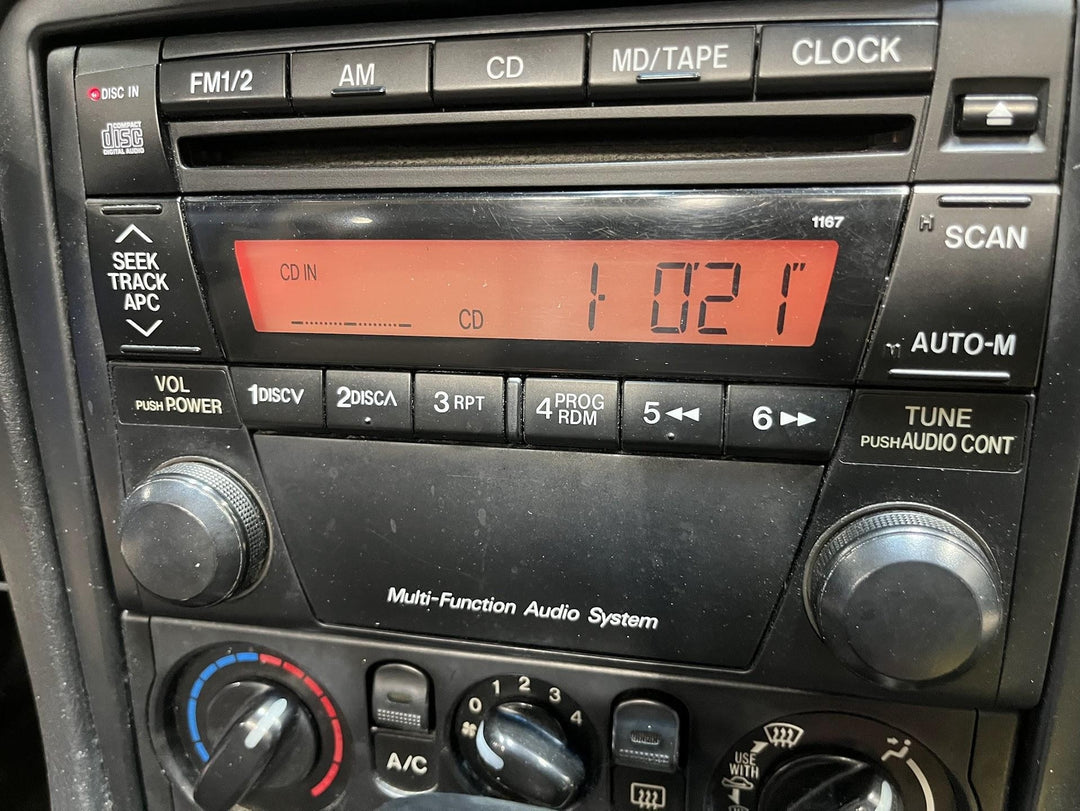 FM1/2
AM
CD
MD/TAPE
CLOCK
DISC IN
COMPACT
disc
DIGITAL AUDIO
1167
SEEK
TRACK
APC
CD IN
CD
1- 0'21"
SCAN
AUTO-M
VOL
PUSH POWER
1DISC∨
2DISC∧
3 RPT
4 PROG
RDM
5 ◀◀
6 ▶▶
TUNE
PUSH AUDIO CONT
Multi-Function Audio System
0 1 2 3 4
A/C
USE
WITH